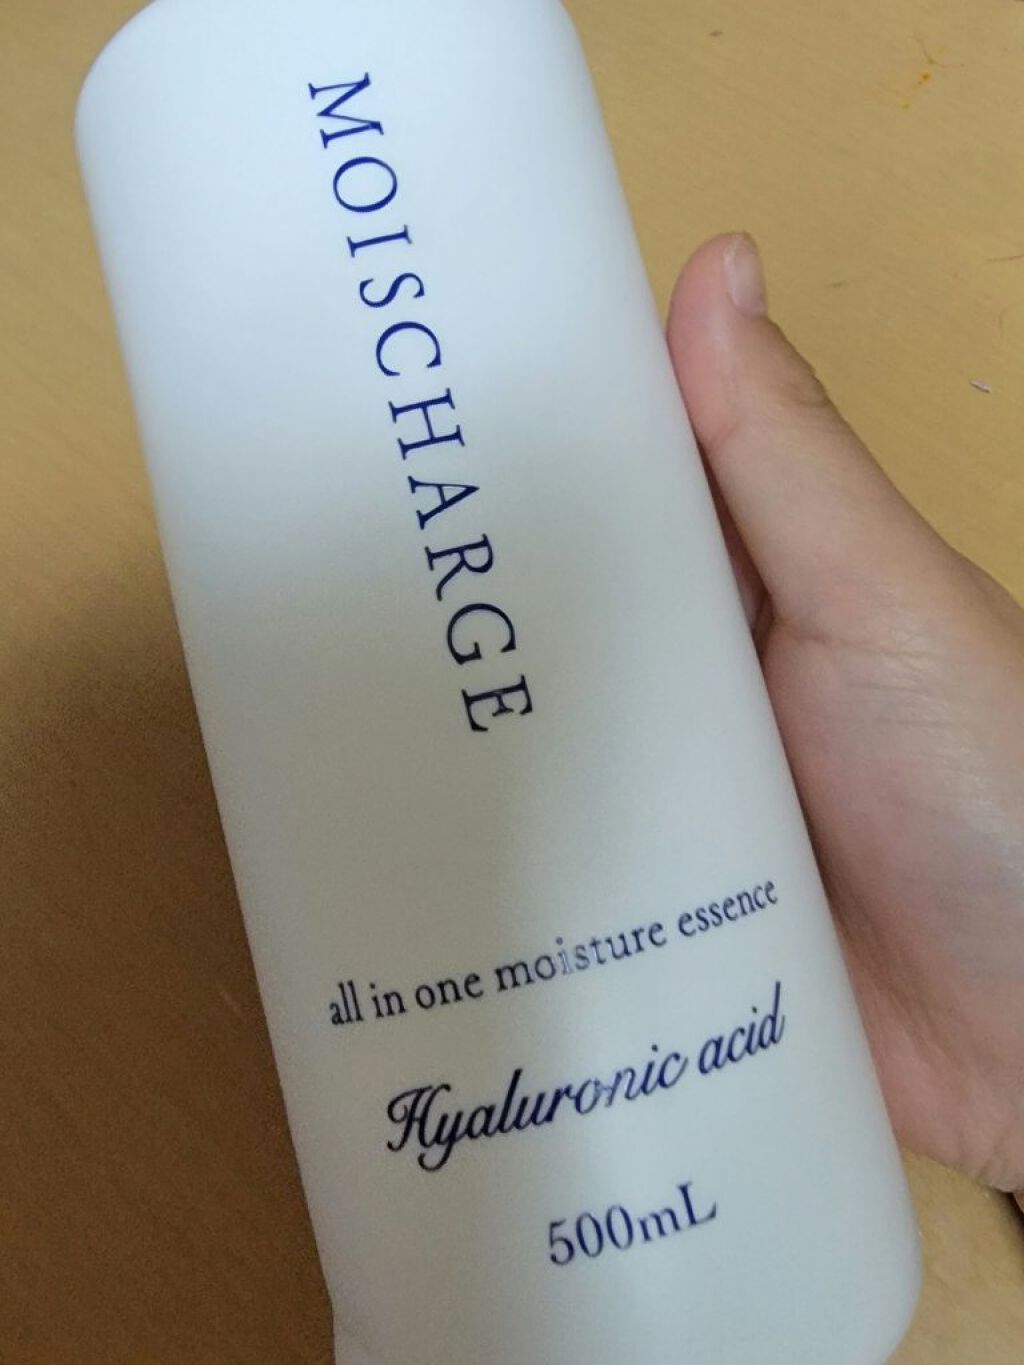 MOISCHARGE
all in one moisture essence
Hyaluronic acid
500mL